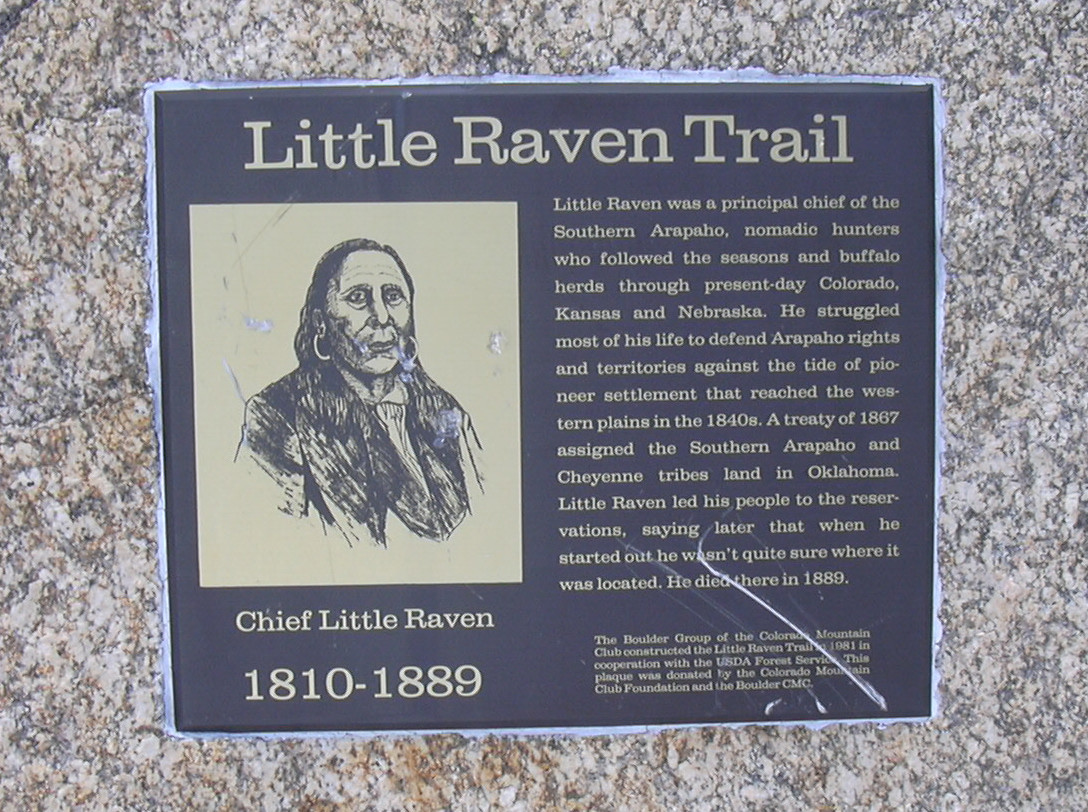 Little Raven Trail
Little Raven was a principal chief of the
Southern Arapaho, nomadic hunters
who followed the seasons and buffalo
herds through present-day Colorado,
Kansas and Nebraska. He struggled
most of his life to defend Arapaho rights
and territories against the tide of pio-
neer settlement that reached the wes-
tern plains in the 1840s. A treaty of 1867
assigned the Southern Arapaho and
Cheyenne tribes land in Oklahoma.
Little Raven led his people to the reser-
vations, saying later that when he
started out he wasn't quite sure where it
was located. He died there in 1889.
Chief Little Raven
1810-1889
The Boulder Group of the Colorado Mountain
Club constructed the Little Raven Trail in 1981 in
cooperation with the USDA Forest Service. This
plaque was donated by the Colorado Mountain
Club Foundation and the Boulder CMC.